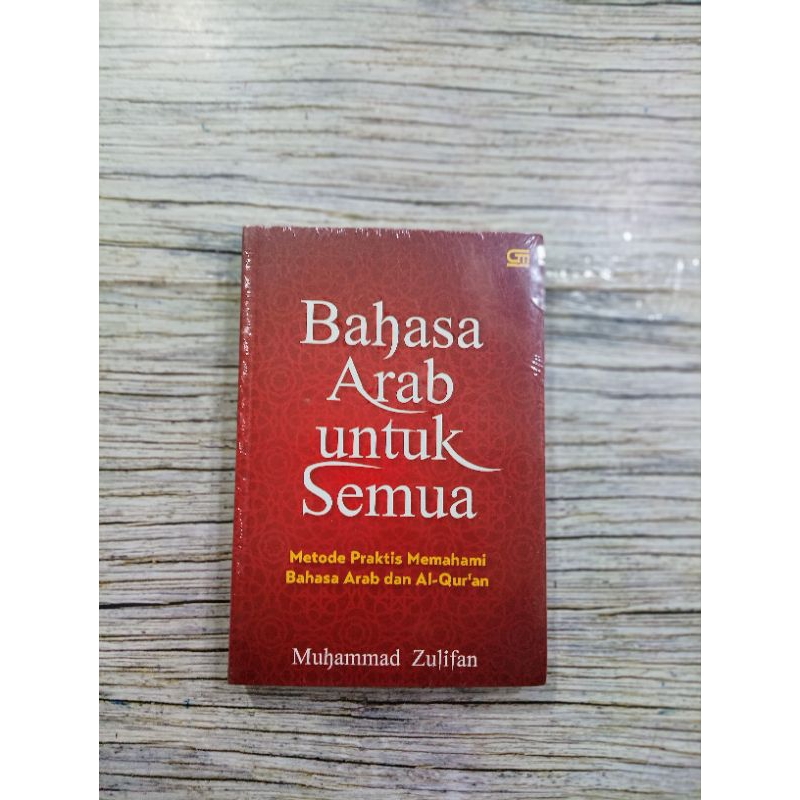 Bahasa
Arab
untuk
Semua
Metode Praktis Memahami
Bahasa Arab dan Al-Qur'an
Muhammad Zulifan